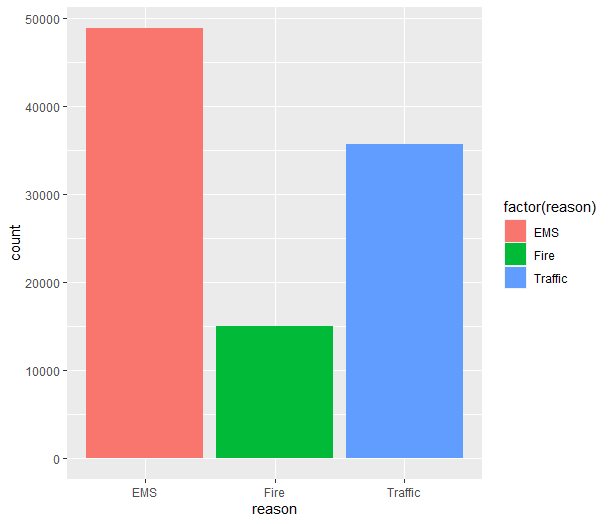 50000
40000
30000
20000
10000
0
count
EMS
Fire
Traffic
reason
factor(reason)
EMS
Fire
Traffic